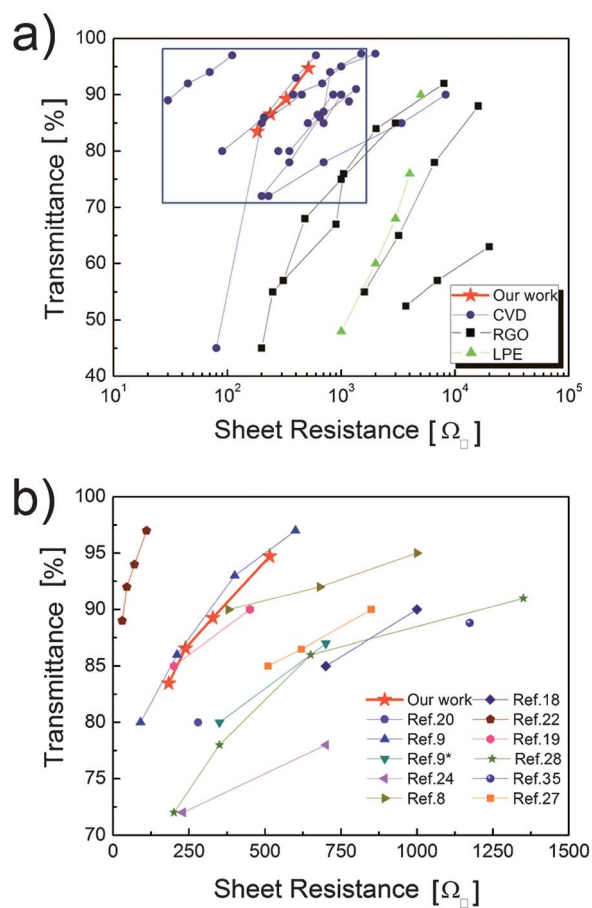 a)
100
90
80
70
60
50
40
Transmittance [%]
Our work
CVD
RGO
LPE
10¹ 10² 10³ 10⁴ 10⁵
Sheet Resistance [Ω□]
b)
100
95
90
85
80
75
70
Transmittance [%]
Our work Ref.18
Ref.20 Ref.22
Ref.9 Ref.19
Ref.9* Ref.28
Ref.24 Ref.35
Ref.8 Ref.27
0 250 500 750 1000 1250 1500
Sheet Resistance [Ω□]